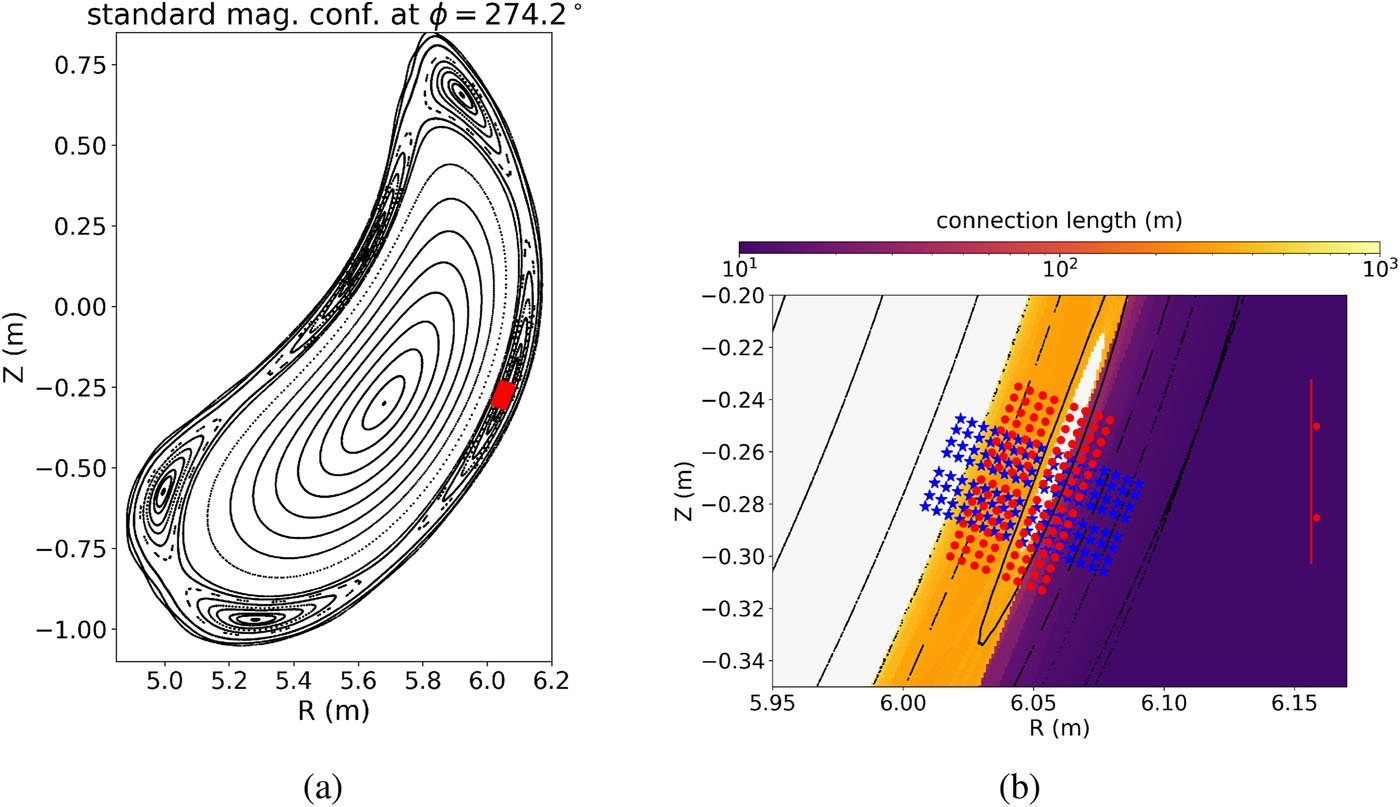 standard mag. conf. at ϕ = 274.2°
0.75
0.50
0.25
0.00
−0.25
−0.50
−0.75
−1.00
Z (m)
5.0 5.2 5.4 5.6 5.8 6.0 6.2
R (m)
(a)
connection length (m)
10¹ 10² 10³
−0.20
−0.22
−0.24
−0.26
−0.28
−0.30
−0.32
−0.34
Z (m)
5.95 6.00 6.05 6.10 6.15
R (m)
(b)